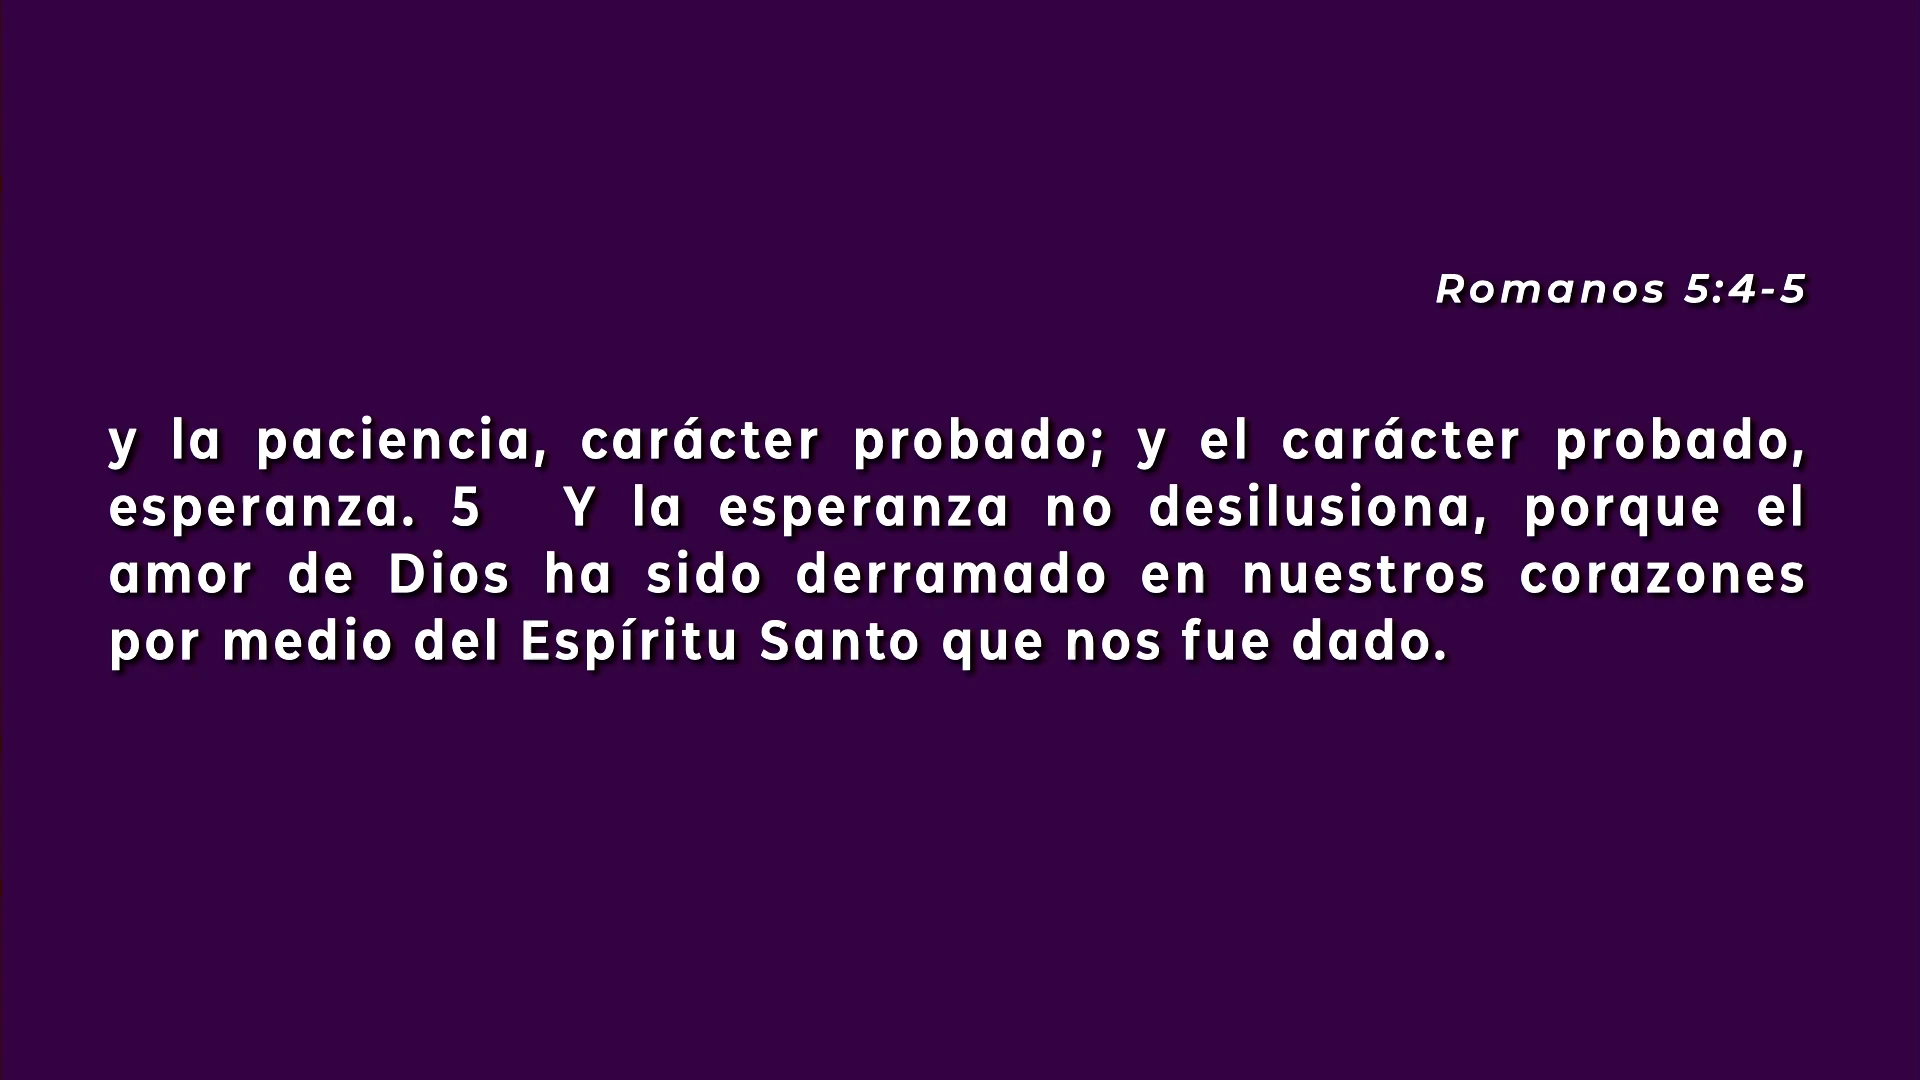 Romanos 5:4-5
y la paciencia, carácter probado; y el carácter probado,
esperanza. 5 Y la esperanza no desilusiona, porque el
amor de Dios ha sido derramado en nuestros corazones
por medio del Espíritu Santo que nos fue dado.